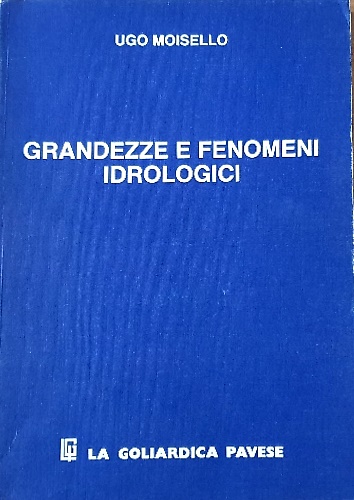 UGO MOISELLO
GRANDEZZE E FENOMENI
IDROLOGICI
LA GOLIARDICA PAVESE